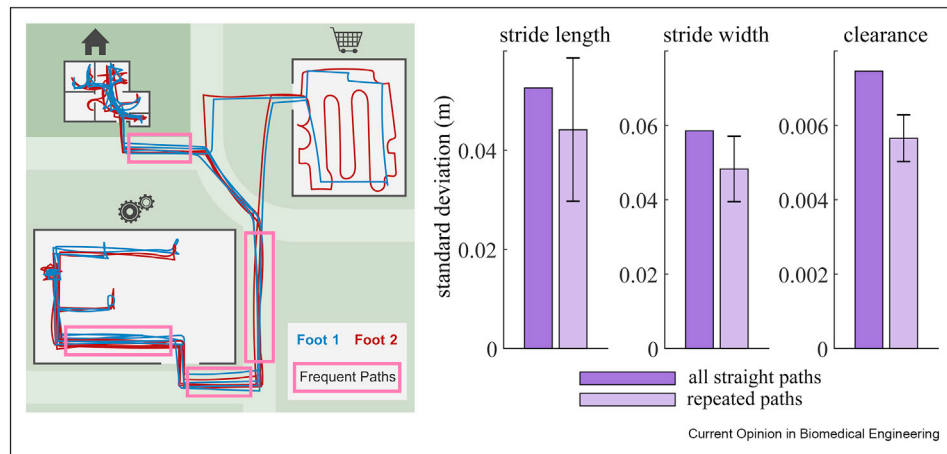 Foot 1 Foot 2
Frequent Paths
stride length
stride width
clearance
standard deviation (m)
0.04
0.02
0
0.06
0.04
0.02
0
0.006
0.004
0.002
0
all straight paths
repeated paths
Current Opinion in Biomedical Engineering